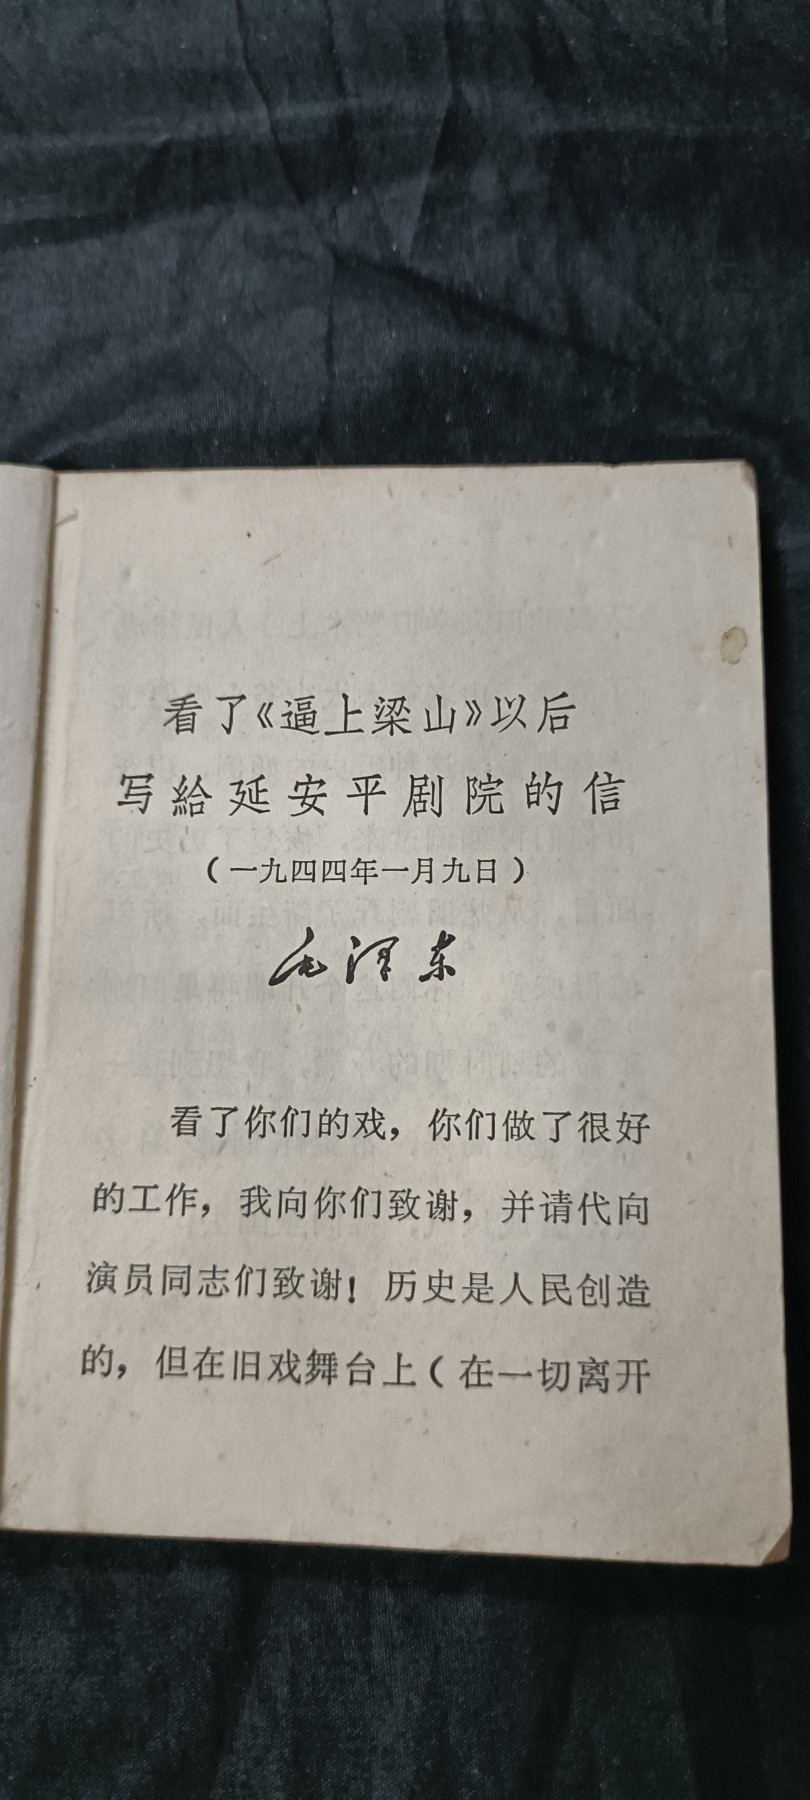 看了《逼上梁山》以后
写給延安平剧院的信
（一九四四年一月九日）
毛泽东
看了你们的戏，你们做了很好
的工作，我向你们致谢，并请代向
演员同志们致谢！历史是人民创造
的，但在旧戏舞台上（在一切离开